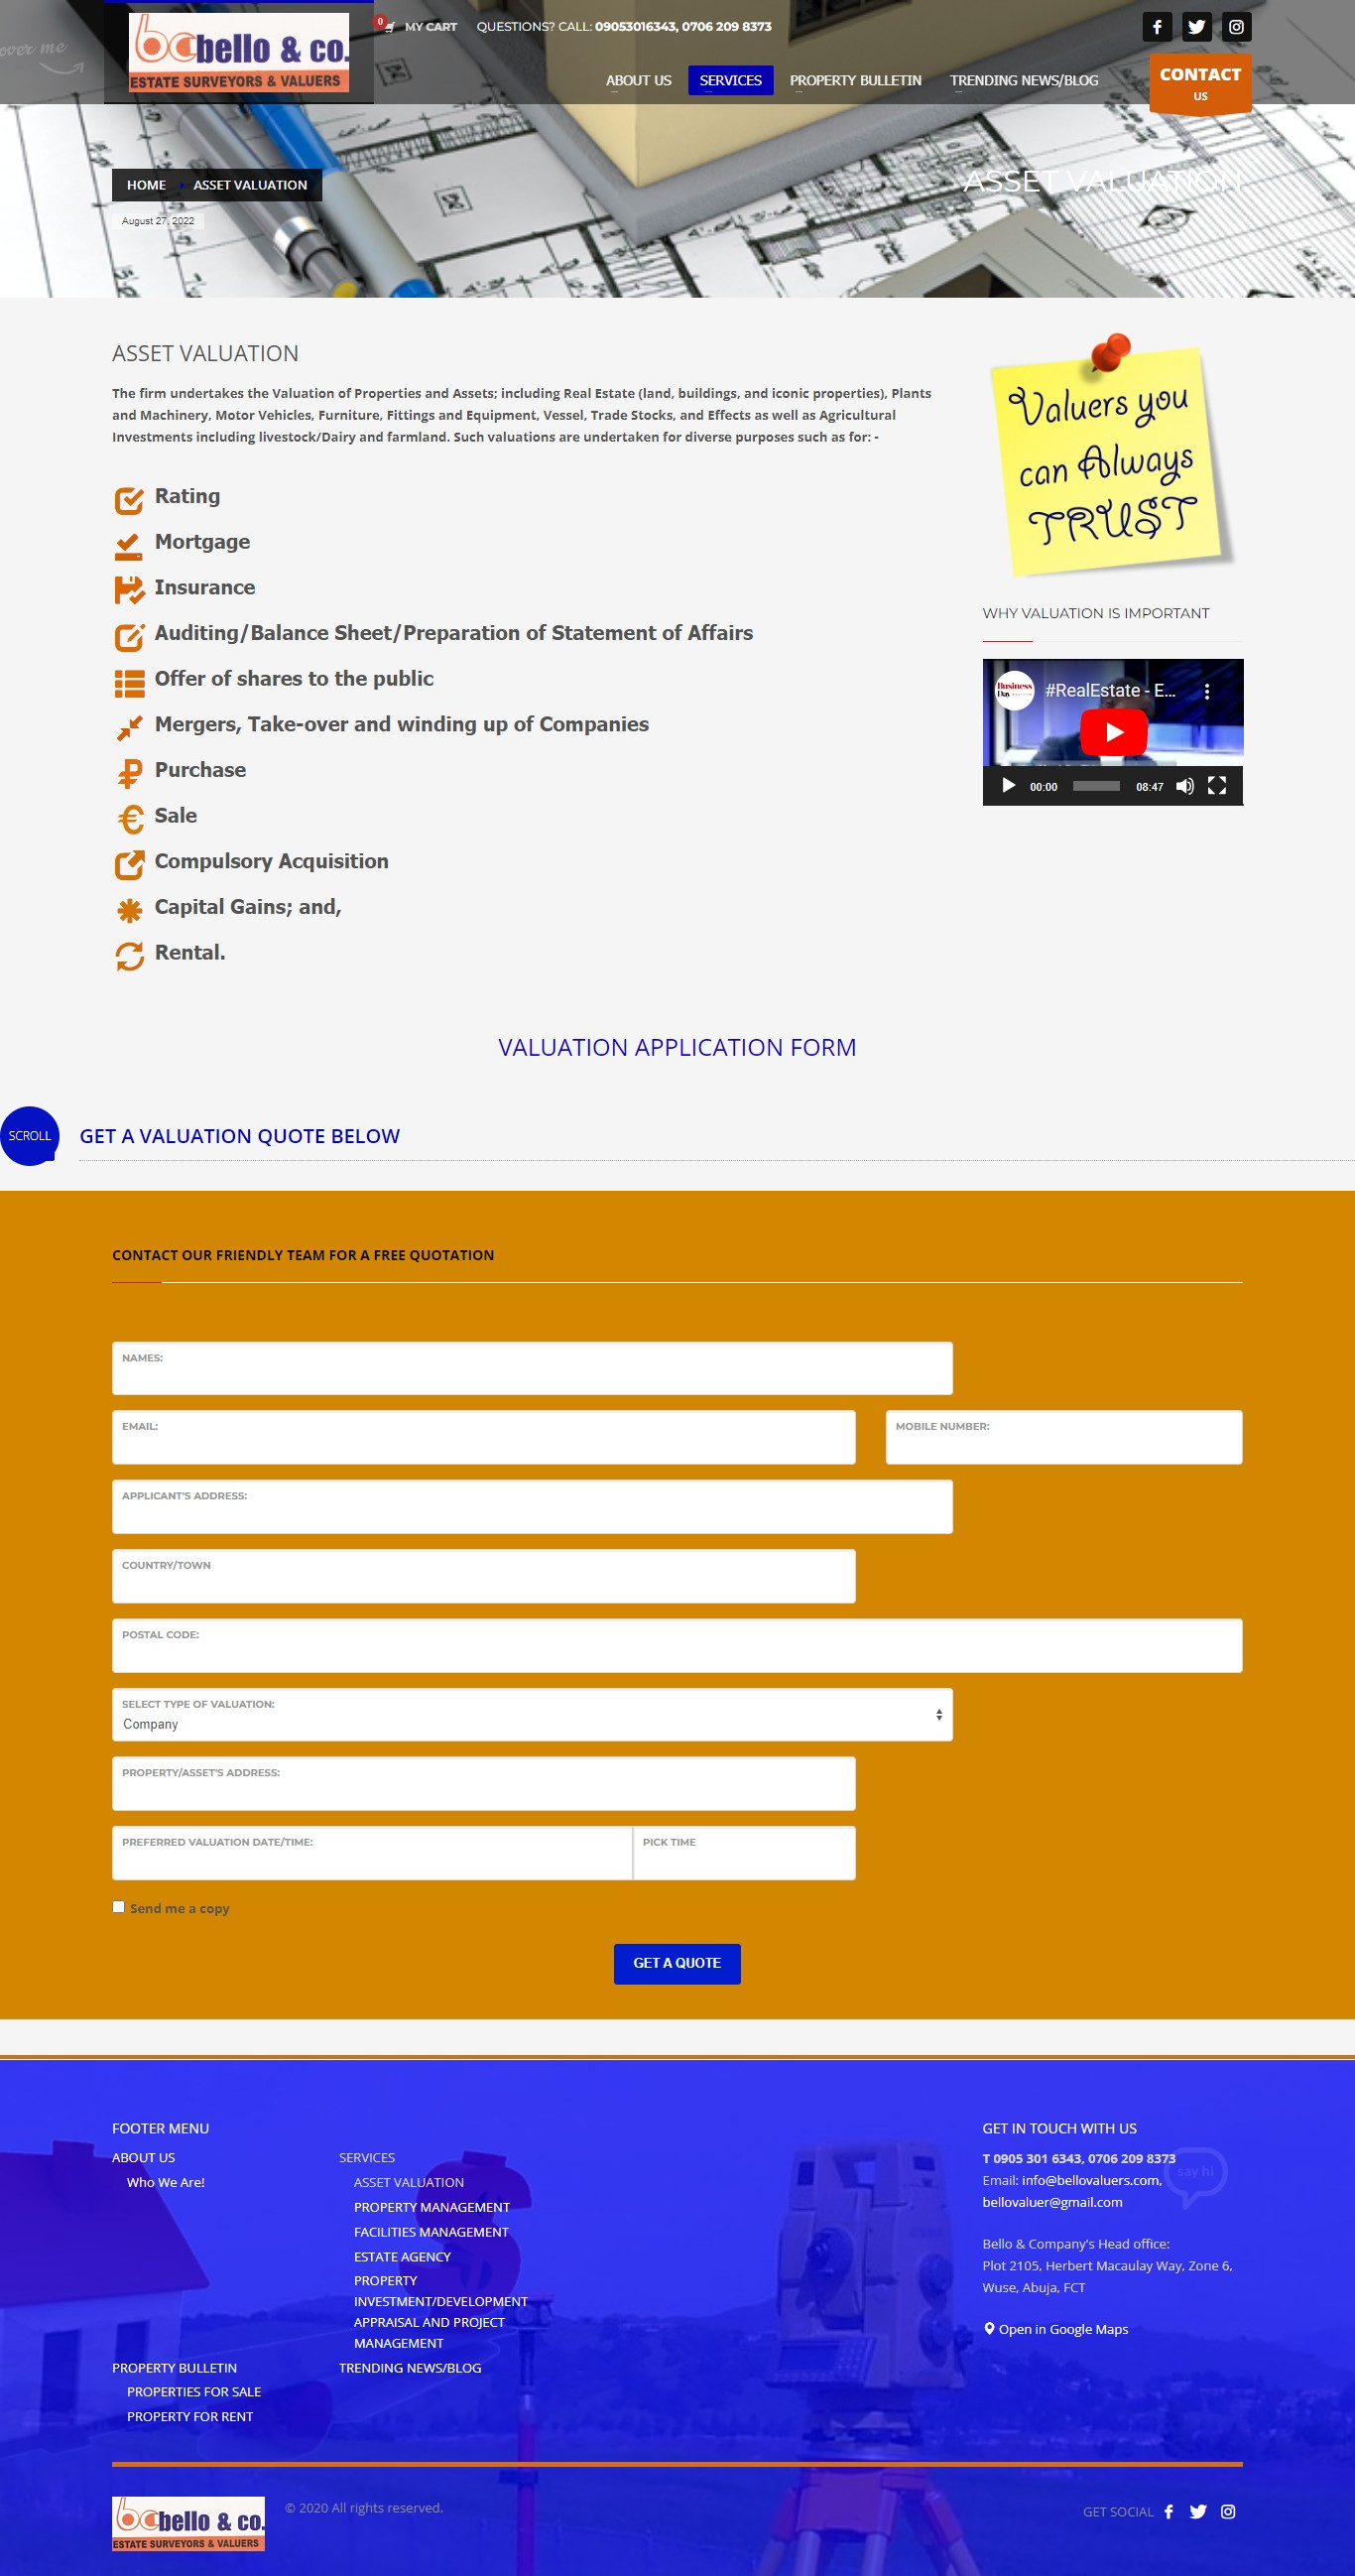 over me
bc bello & co.
ESTATE SURVEYORS & VALUERS
0
MY CART
QUESTIONS? CALL: 09053016343, 0706 209 8373
ABOUT US
SERVICES
PROPERTY BULLETIN
TRENDING NEWS/BLOG
CONTACT
US
HOME
ASSET VALUATION
ASSET VALUATION
August 27, 2022
ASSET VALUATION
The firm undertakes the Valuation of Properties and Assets; including Real Estate (land, buildings, and iconic properties), Plants
and Machinery, Motor Vehicles, Furniture, Fittings and Equipment, Vessel, Trade Stocks, and Effects as well as Agricultural
Investments including livestock/Dairy and farmland. Such valuations are undertaken for diverse purposes such as for: -
Rating
Mortgage
Insurance
Auditing/Balance Sheet/Preparation of Statement of Affairs
Offer of shares to the public
Mergers, Take-over and winding up of Companies
Purchase
Sale
Compulsory Acquisition
Capital Gains; and,
Rental.
Valuers you
can Always
TRUST
WHY VALUATION IS IMPORTANT
Business
Day
#RealEstate - E...
00:00
08:47
VALUATION APPLICATION FORM
SCROLL
GET A VALUATION QUOTE BELOW
CONTACT OUR FRIENDLY TEAM FOR A FREE QUOTATION
NAMES:
EMAIL:
MOBILE NUMBER:
APPLICANT'S ADDRESS:
COUNTRY/TOWN
POSTAL CODE:
SELECT TYPE OF VALUATION:
Company
PROPERTY/ASSET'S ADDRESS:
PREFERRED VALUATION DATE/TIME:
PICK TIME
Send me a copy
GET A QUOTE
FOOTER MENU
ABOUT US
Who We Are!
SERVICES
ASSET VALUATION
PROPERTY MANAGEMENT
FACILITIES MANAGEMENT
ESTATE AGENCY
PROPERTY
INVESTMENT/DEVELOPMENT
APPRAISAL AND PROJECT
MANAGEMENT
PROPERTY BULLETIN
PROPERTIES FOR SALE
PROPERTY FOR RENT
TRENDING NEWS/BLOG
GET IN TOUCH WITH US
T 0905 301 6343, 0706 209 8373
say hi
Email: info@bellovaluers.com,
bellovaluer@gmail.com
Bello & Company's Head office:
Plot 2105, Herbert Macaulay Way, Zone 6,
Wuse, Abuja, FCT
Open in Google Maps
bc bello & co.
ESTATE SURVEYORS & VALUERS
© 2020 All rights reserved.
GET SOCIAL